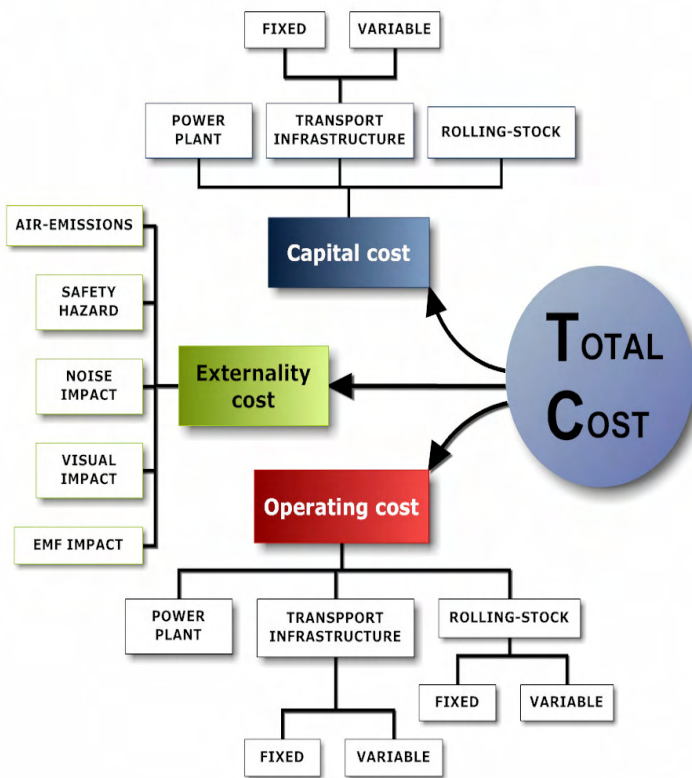 FIXED
VARIABLE
POWER
PLANT
TRANSPORT
INFRASTRUCTURE
ROLLING-STOCK
Capital cost
AIR-EMISSIONS
SAFETY
HAZARD
NOISE
IMPACT
VISUAL
IMPACT
EMF IMPACT
Externality
cost
TOTAL
COST
Operating cost
POWER
PLANT
TRANSPPORT
INFRASTRUCTURE
ROLLING-STOCK
FIXED
VARIABLE
FIXED
VARIABLE